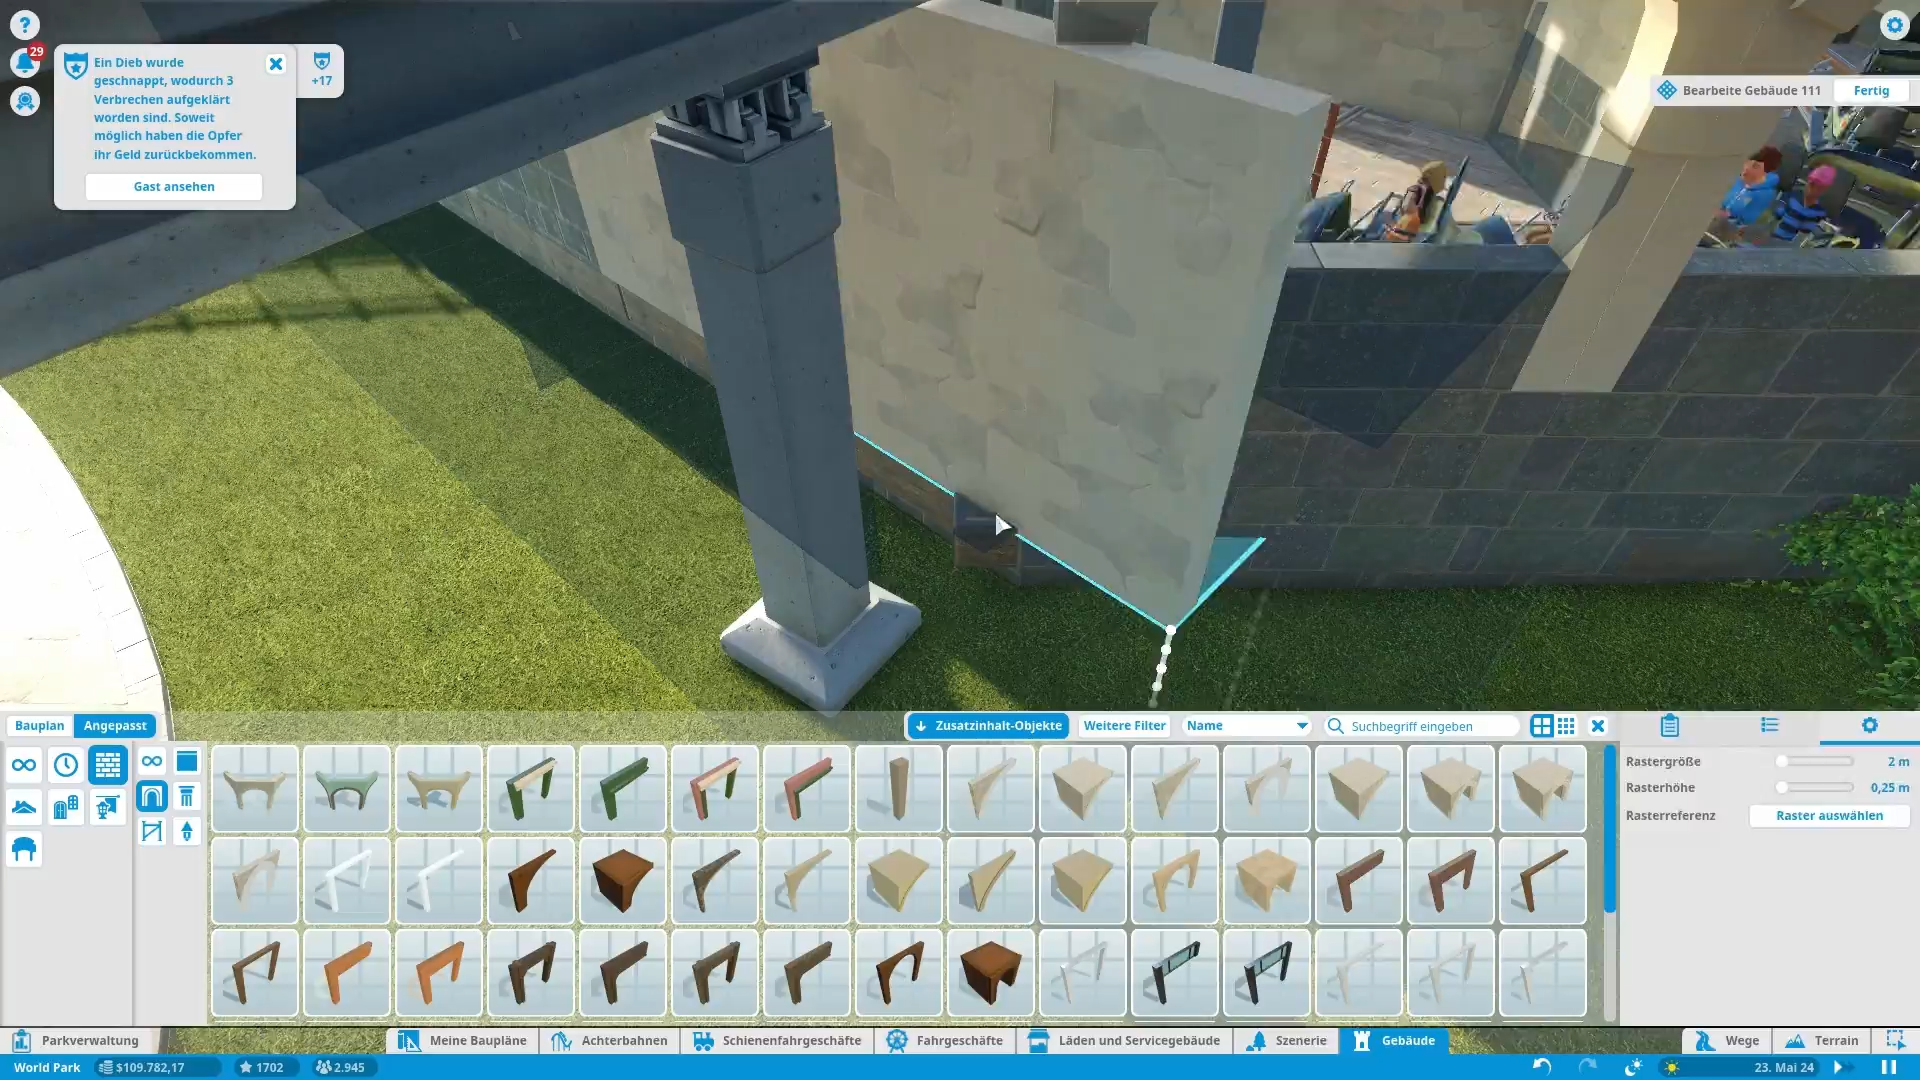 ?
29
Ein Dieb wurde
geschnappt, wodurch 3
Verbrechen aufgeklärt
worden sind. Soweit
möglich haben die Opfer
ihr Geld zurückbekommen.
Gast ansehen
+17
Bearbeite Gebäude 111
Fertig
Bauplan
Angepasst
Zusatzinhalt-Objekte
Weitere Filter
Name
Suchbegriff eingeben
Rastergröße
2 m
Rasterhöhe
0,25 m
Rasterreferenz
Raster auswählen
Parkverwaltung
Meine Baupläne
Achterbahnen
Schienenfahrgeschäfte
Fahrgeschäfte
Läden und Servicegebäude
Szenerie
Gebäude
Wege
Terrain
World Park
$109.782,17
1702
2.945
23. Mai 24